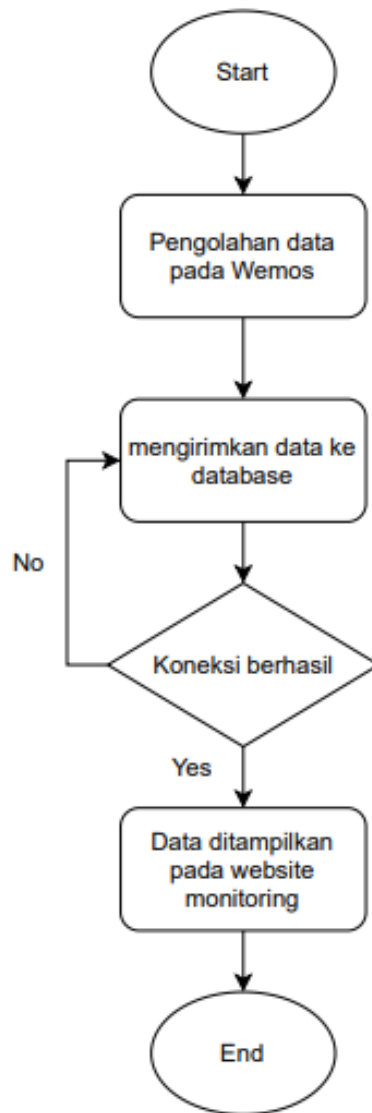 Start
Pengolahan data
pada Wemos
mengirimkan data ke
database
No
Koneksi berhasil
Yes
Data ditampilkan
pada website
monitoring
End